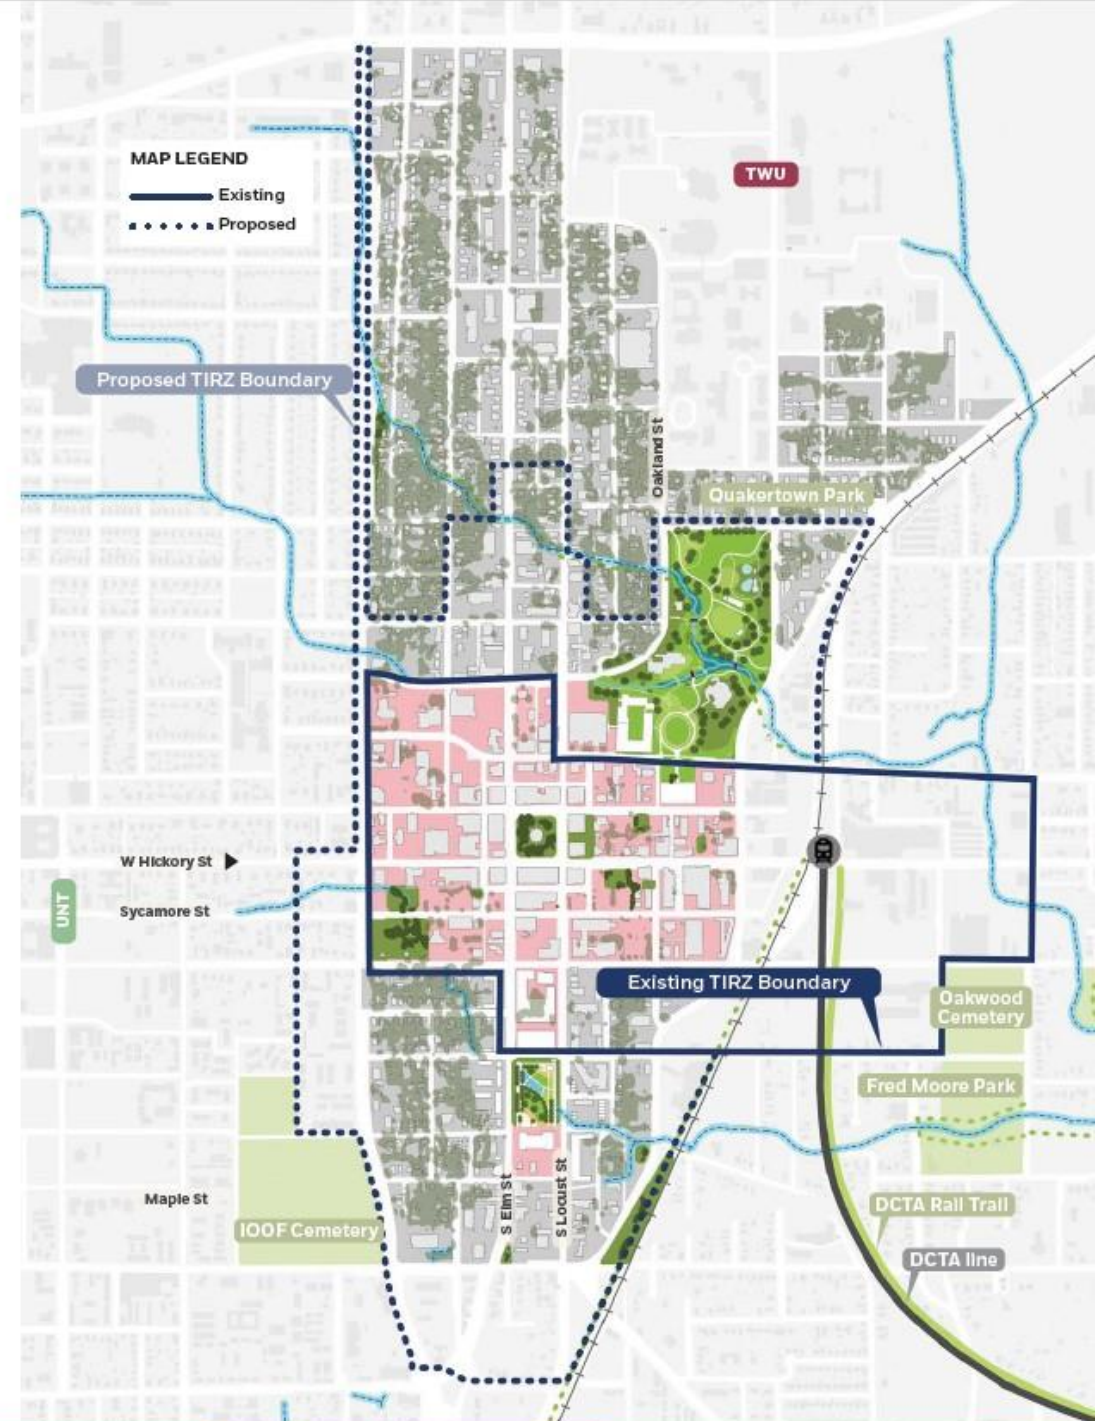 MAP LEGEND
Existing
Proposed
TWU
Proposed TIRZ Boundary
Oakland St
Quakertown Park
W Hickory St
UNT
Sycamore St
Existing TIRZ Boundary
Oakwood
Cemetery
Fred Moore Park
S Elm St
S Locust St
Maple St
IOOF Cemetery
DCTA Rail Trail
DCTA line